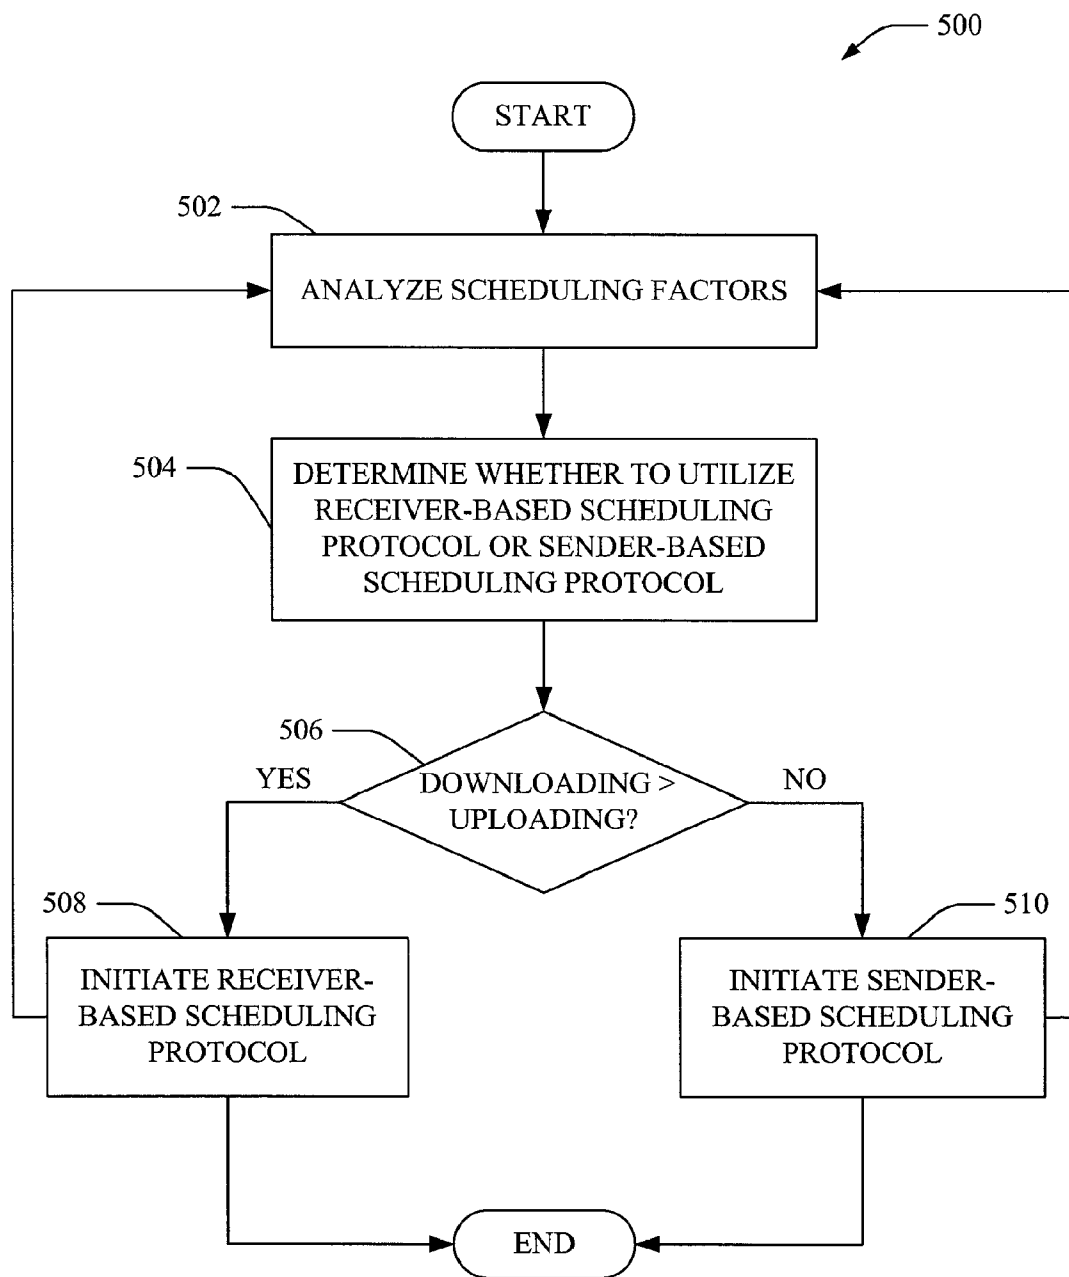 500
START
502
ANALYZE SCHEDULING FACTORS
504
DETERMINE WHETHER TO UTILIZE
RECEIVER-BASED SCHEDULING
PROTOCOL OR SENDER-BASED
SCHEDULING PROTOCOL
506
YES
DOWNLOADING >
UPLOADING?
NO
508
INITIATE RECEIVER-
BASED SCHEDULING
PROTOCOL
510
INITIATE SENDER-
BASED SCHEDULING
PROTOCOL
END